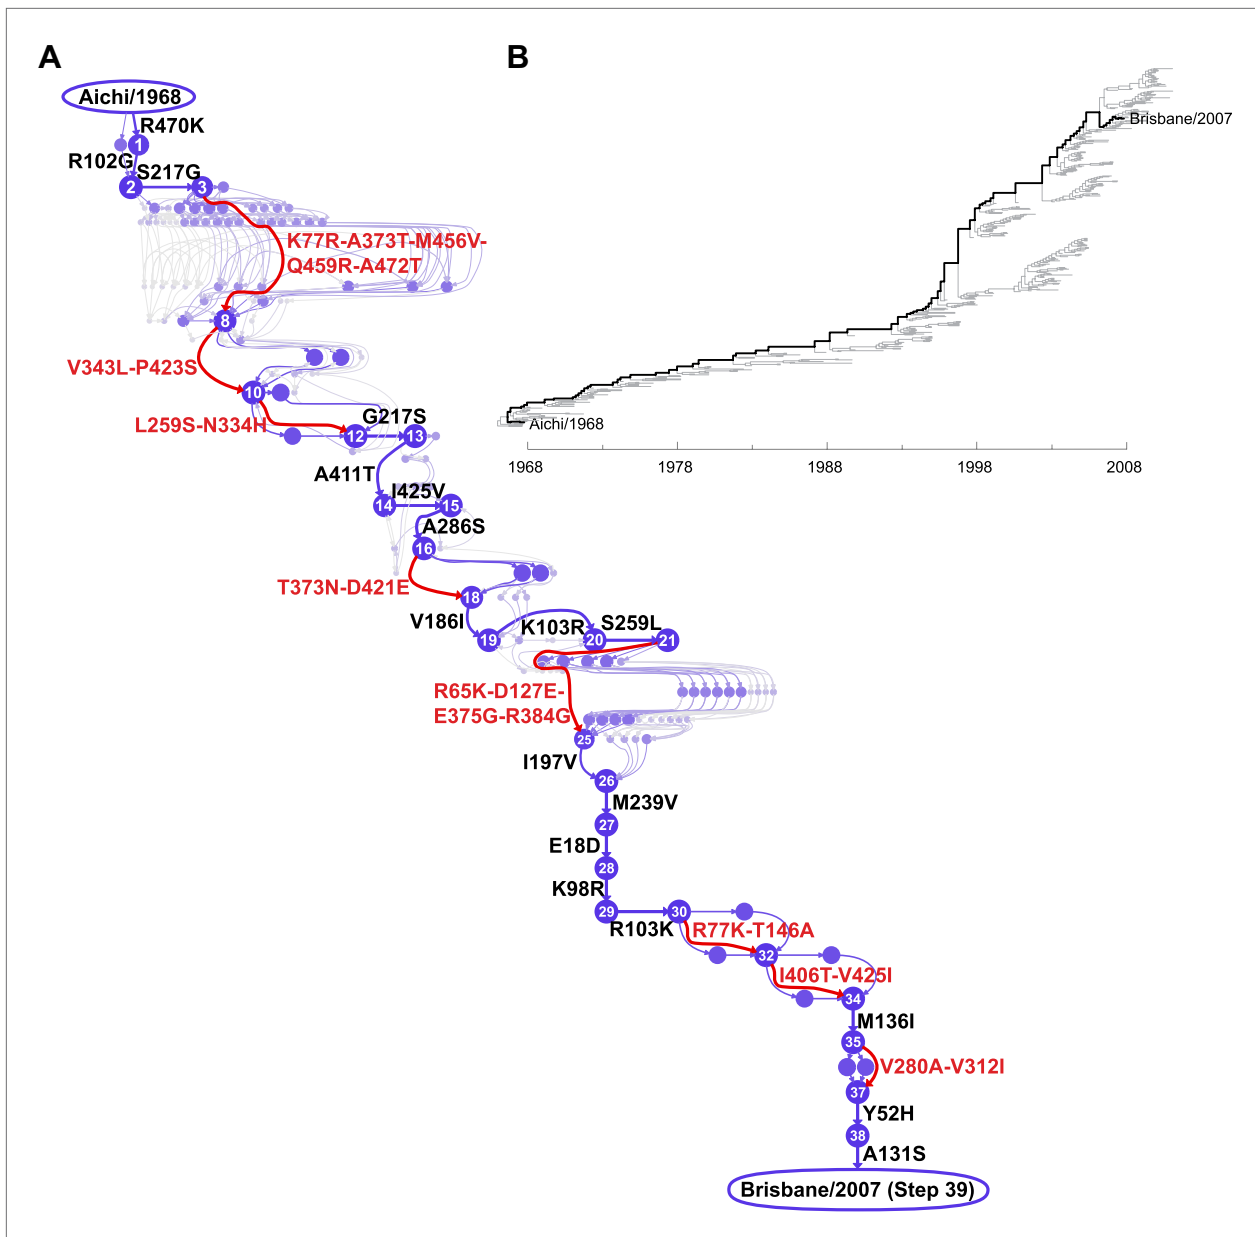 A
B
Aichi/1968
R470K
1
R102G
S217G
2
3
K77R-A373T-M456V-
Q459R-A472T
8
V343L-P423S
10
L259S-N334H
G217S
12
13
A411T
I425V
14
15
A286S
16
T373N-D421E
18
V186I
K103R
S259L
19
20
21
R65K-D127E-
E375G-R384G
25
I197V
26
M239V
27
E18D
28
K98R
29
30
R103K
R77K-T146A
32
I406T-V425I
34
M136I
35
V280A-V312I
37
Y52H
38
A131S
Brisbane/2007 (Step 39)
Brisbane/2007
Aichi/1968
1968
1978
1988
1998
2008